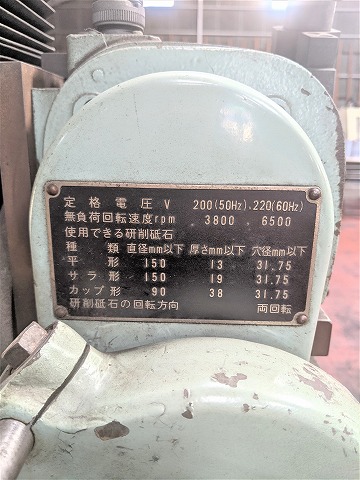 定格電圧V 200(50Hz)、220(60Hz)
無負荷回転速度rpm 3800 6500
使用できる研削砥石
種類 直径mm以下 厚さmm以下 穴径mm以下
平形 150 13 31.75
サラ形 150 19 31.75
カップ形 90 38 31.75
研削砥石の回転方向 両回転